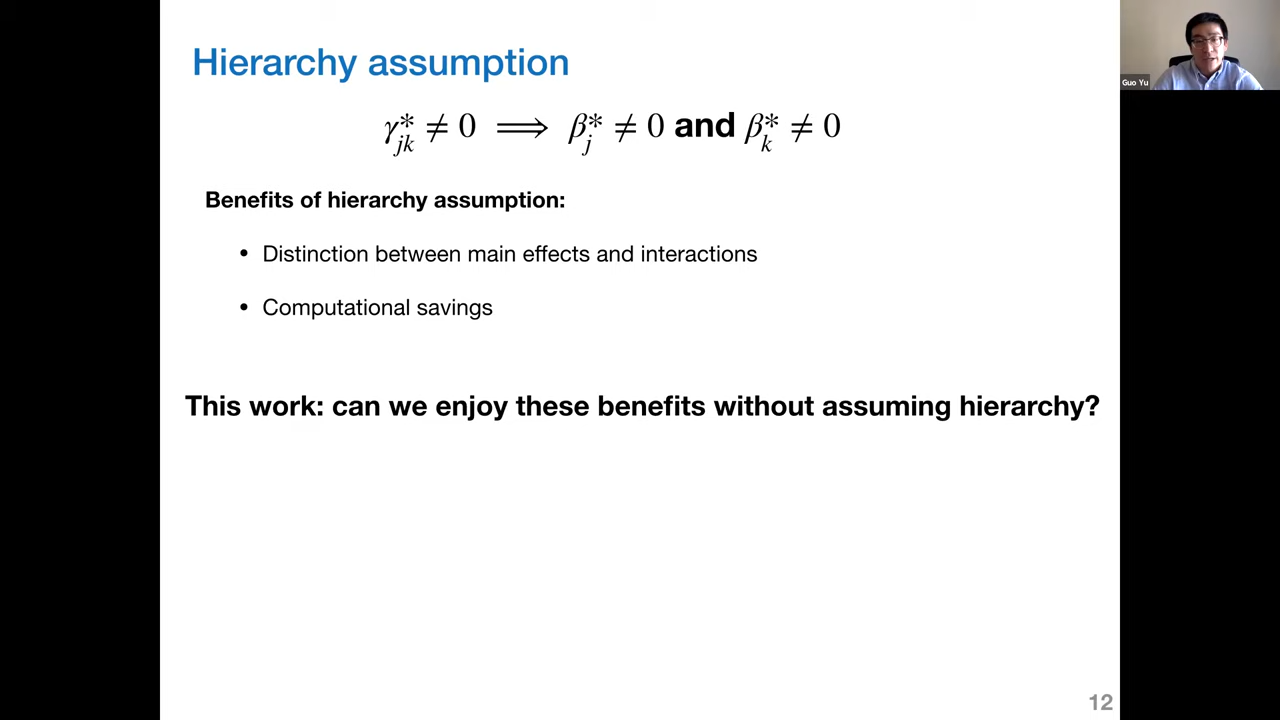 Hierarchy assumption
Guo Yu
γ*jk ≠ 0 ⟹ β*j ≠ 0 and β*k ≠ 0
Benefits of hierarchy assumption:
• Distinction between main effects and interactions
• Computational savings
This work: can we enjoy these benefits without assuming hierarchy?
12